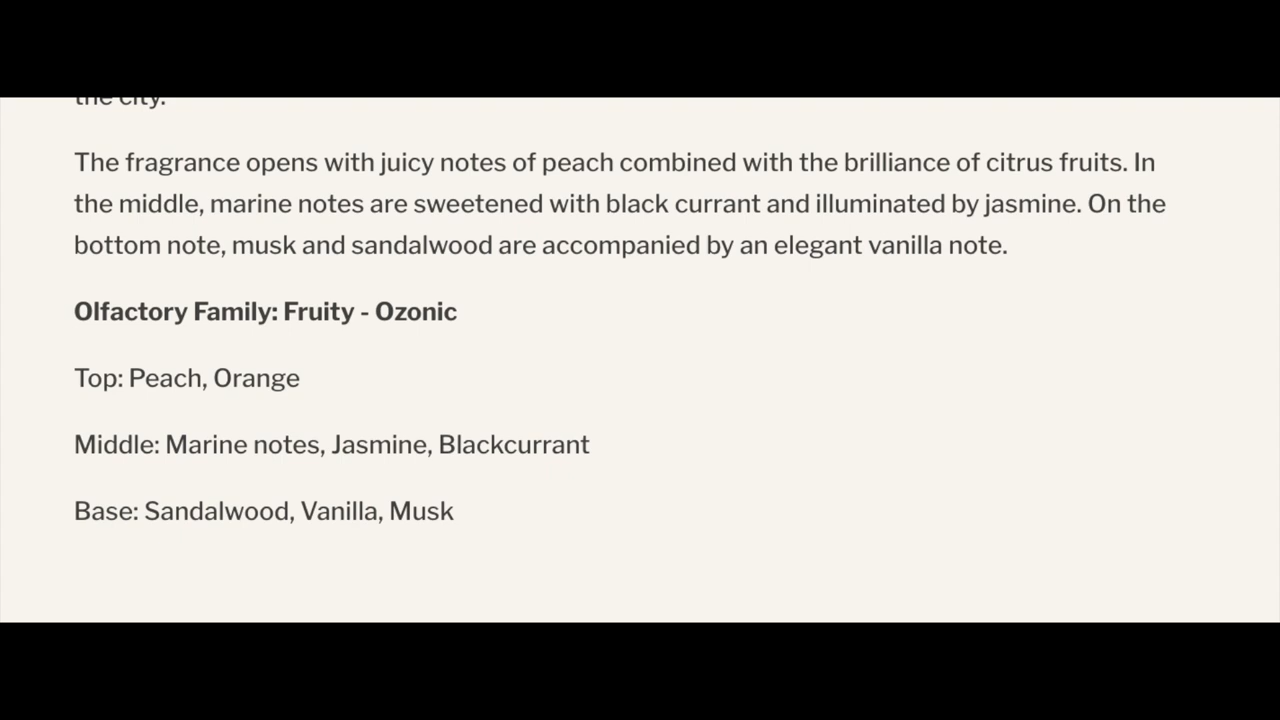 the city.
The fragrance opens with juicy notes of peach combined with the brilliance of citrus fruits. In
the middle, marine notes are sweetened with black currant and illuminated by jasmine. On the
bottom note, musk and sandalwood are accompanied by an elegant vanilla note.
Olfactory Family: Fruity - Ozonic
Top: Peach, Orange
Middle: Marine notes, Jasmine, Blackcurrant
Base: Sandalwood, Vanilla, Musk